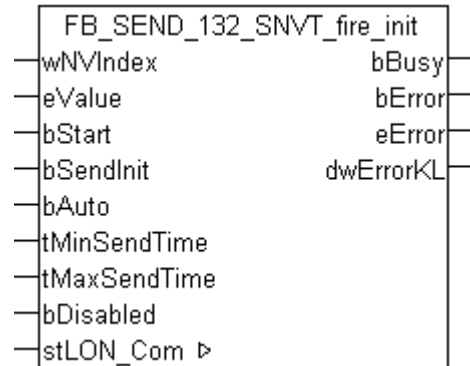 FB_SEND_132_SNVT_fire_init
wNVIndex bBusy
eValue bError
bStart eError
bSendInit dwErrorKL
bAuto
tMinSendTime
tMaxSendTime
bDisabled
stLON_Com ▷